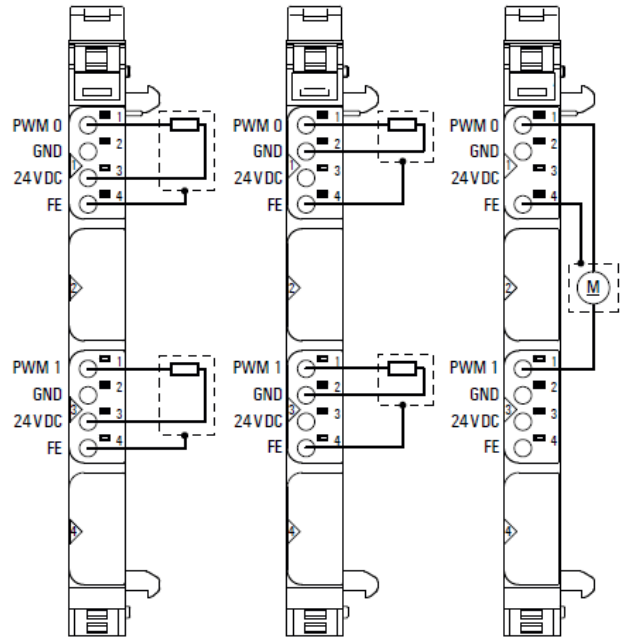 PWM 0 1 PWM 0 1 PWM 0 1
GND 2 GND 2 GND 2
1 1 1
24 V DC 3 24 V DC 3 24 V DC 3
FE 4 FE 4 FE 4
2 2 2 M
PWM 1 1 PWM 1 1 PWM 1 1
GND 2 GND 2 GND 2
3 3 3
24 V DC 3 24 V DC 3 24 V DC 3
FE 4 FE 4 FE 4
4 4 4